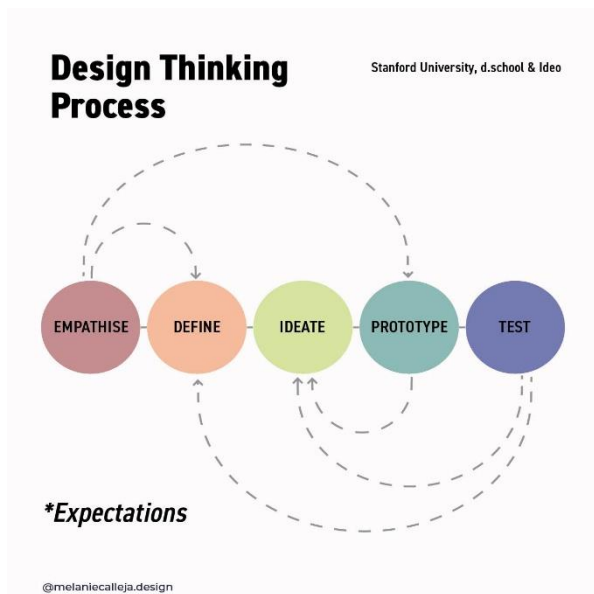 Design Thinking
Process
Stanford University, d.school & Ideo
EMPATHISE
DEFINE
IDEATE
PROTOTYPE
TEST
*Expectations
@melaniecalleja.design